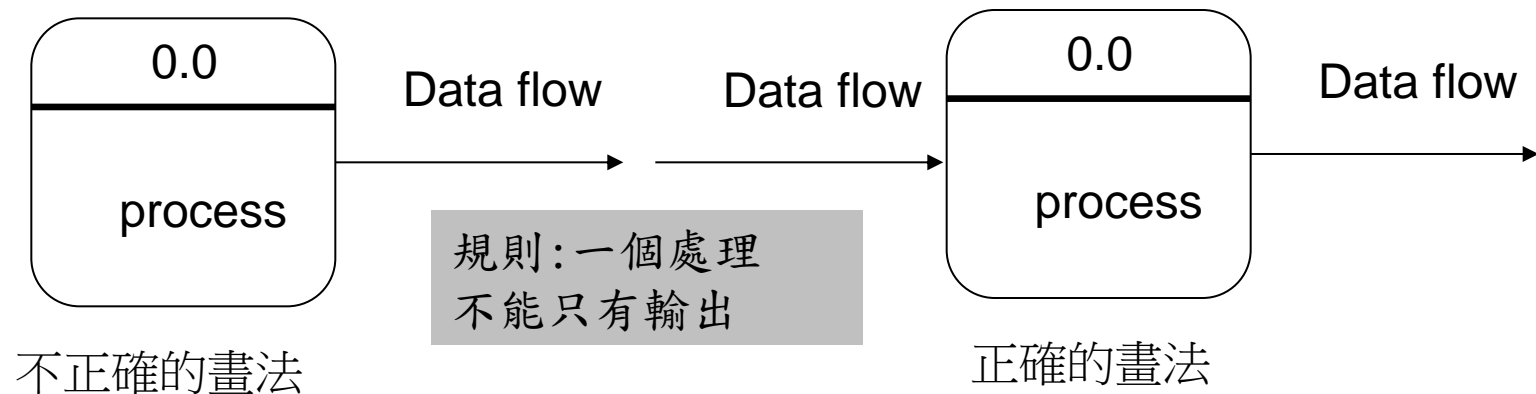 0.0
Data flow
process
規則:一個處理
不能只有輸出
不正確的畫法
Data flow
0.0
process
Data flow
正確的畫法